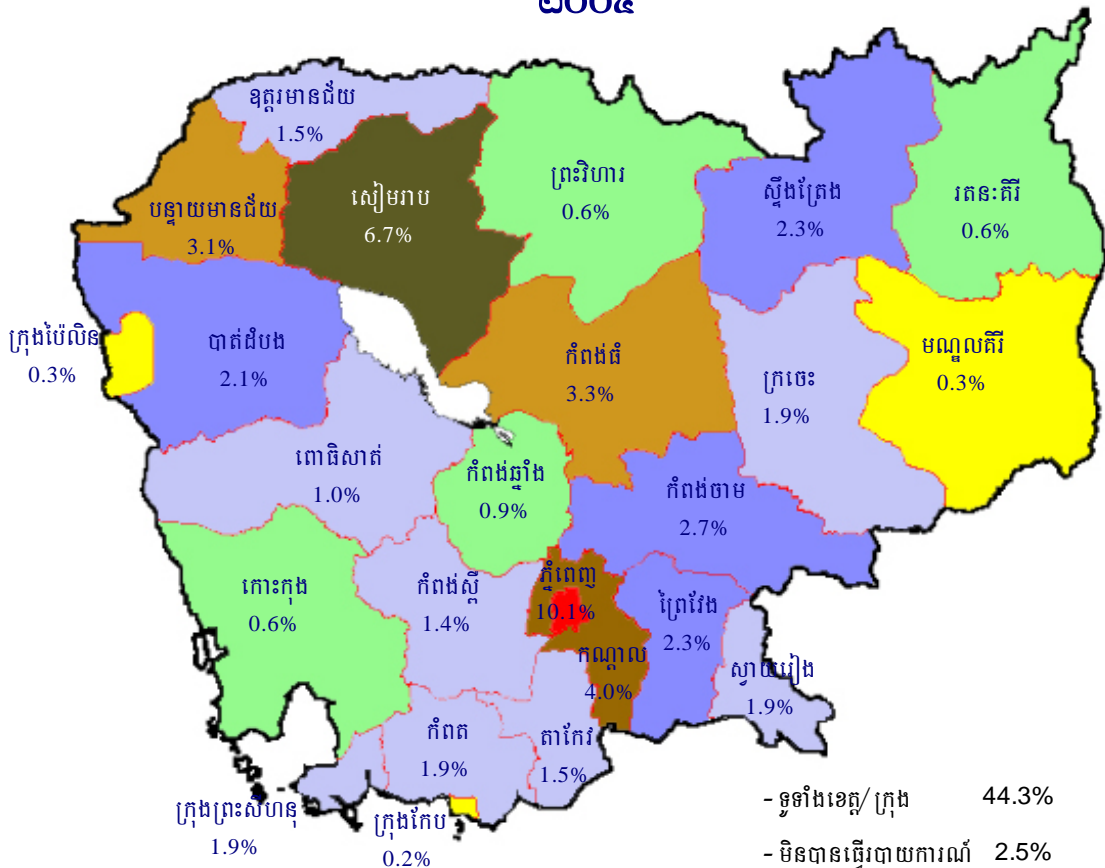 ២០០៤
ឧត្តរមានជ័យ
1.5%
បន្ទាយមានជ័យ
3.1%
សៀមរាប
6.7%
ព្រះវិហារ
0.6%
ស្ទឹងត្រែង
2.3%
រតនៈគិរី
0.6%
ក្រុងប៉ៃលិន
0.3%
បាត់ដំបង
2.1%
កំពង់ធំ
3.3%
ក្រចេះ
1.9%
មណ្ឌលគិរី
0.3%
ពោធិសាត់
1.0%
កំពង់ឆ្នាំង
0.9%
កំពង់ចាម
2.7%
កោះកុង
0.6%
កំពង់ស្ពឺ
1.4%
ភ្នំពេញ
10.1%
ព្រៃវែង
2.3%
កណ្តាល
4.0%
ស្វាយរៀង
1.9%
កំពត
1.9%
តាកែវ
1.5%
ក្រុងព្រះសីហនុ
1.9%
ក្រុងកែប
0.2%
- ទូទាំងខេត្ត/ ក្រុង 44.3%
- មិនបានធ្វើរបាយការណ៍ 2.5%